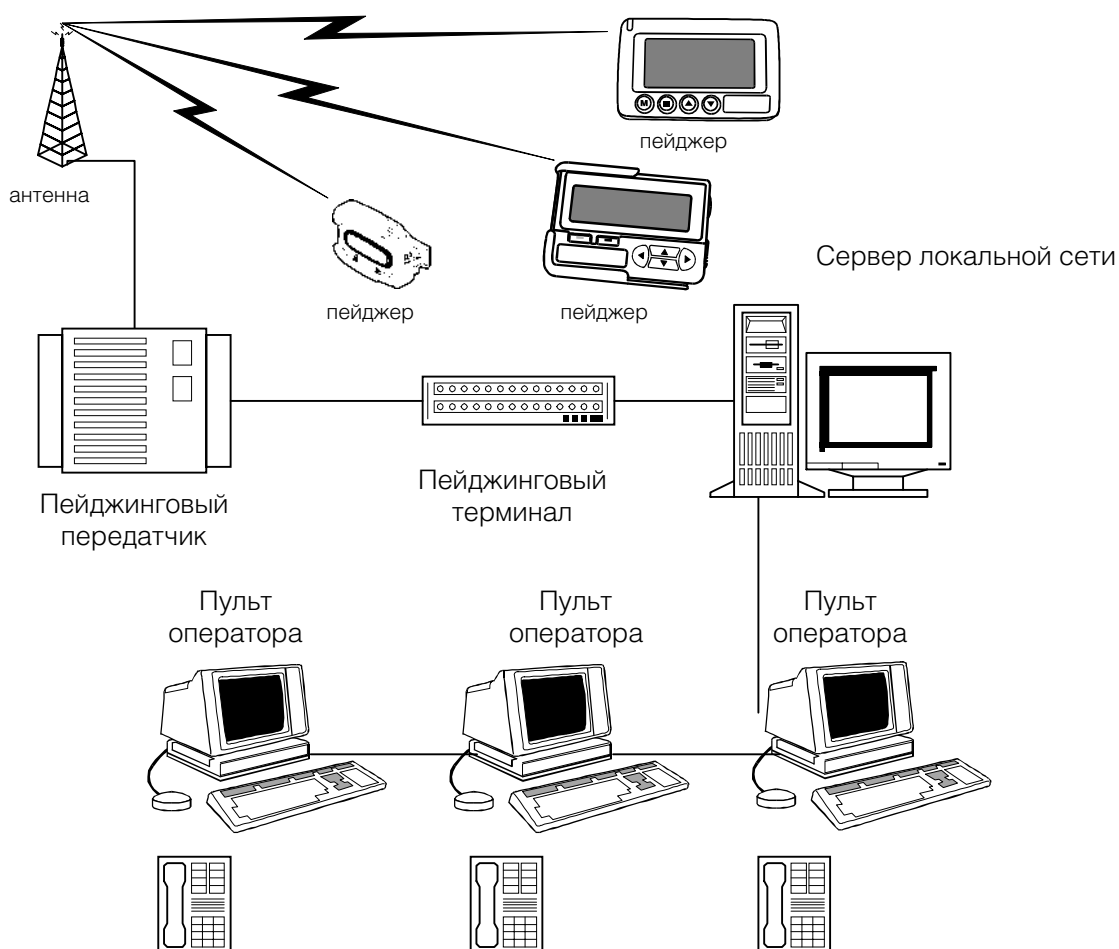 пейджер
антенна
пейджер
пейджер
Сервер локальной сети
Пейджинговый
передатчик
Пейджинговый
терминал
Пульт
оператора
Пульт
оператора
Пульт
оператора